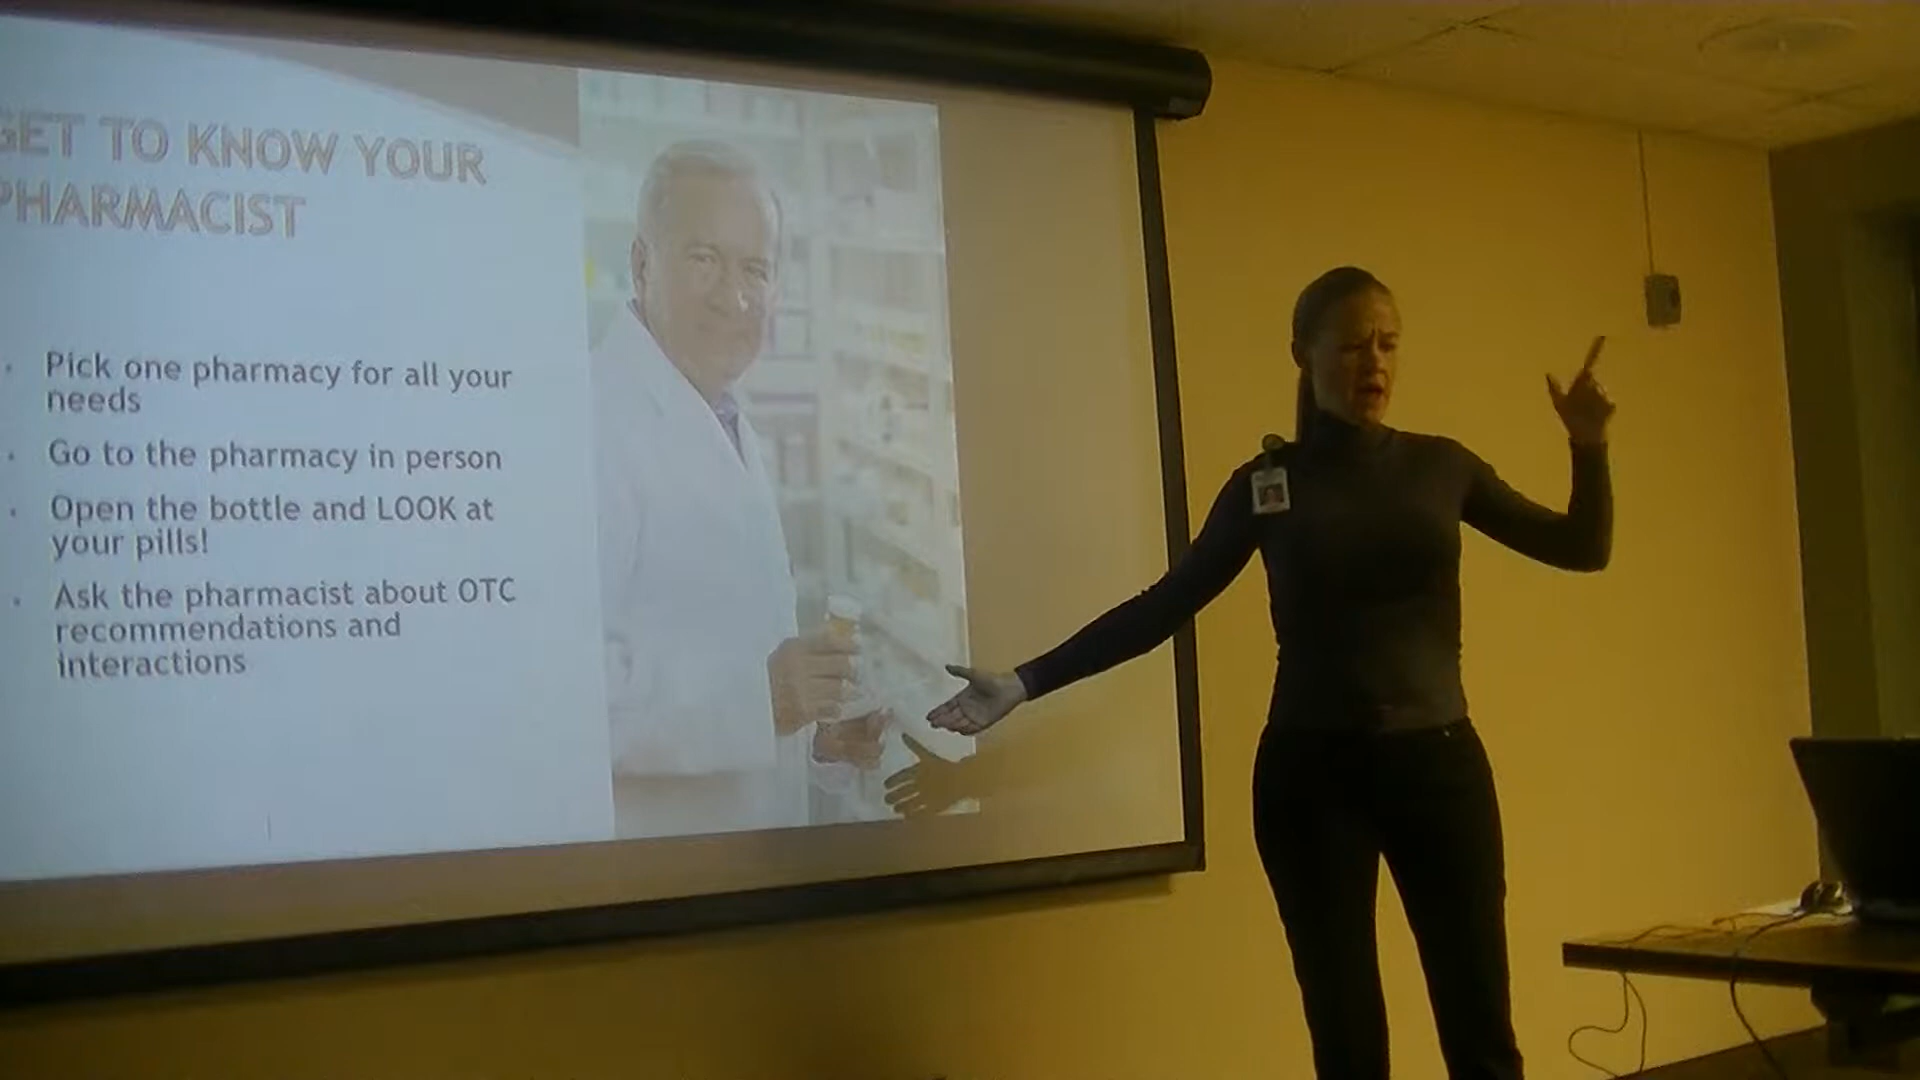 GET TO KNOW YOUR
PHARMACIST
Pick one pharmacy for all your
needs
Go to the pharmacy in person
Open the bottle and LOOK at
your pills!
Ask the pharmacist about OTC
recommendations and
interactions